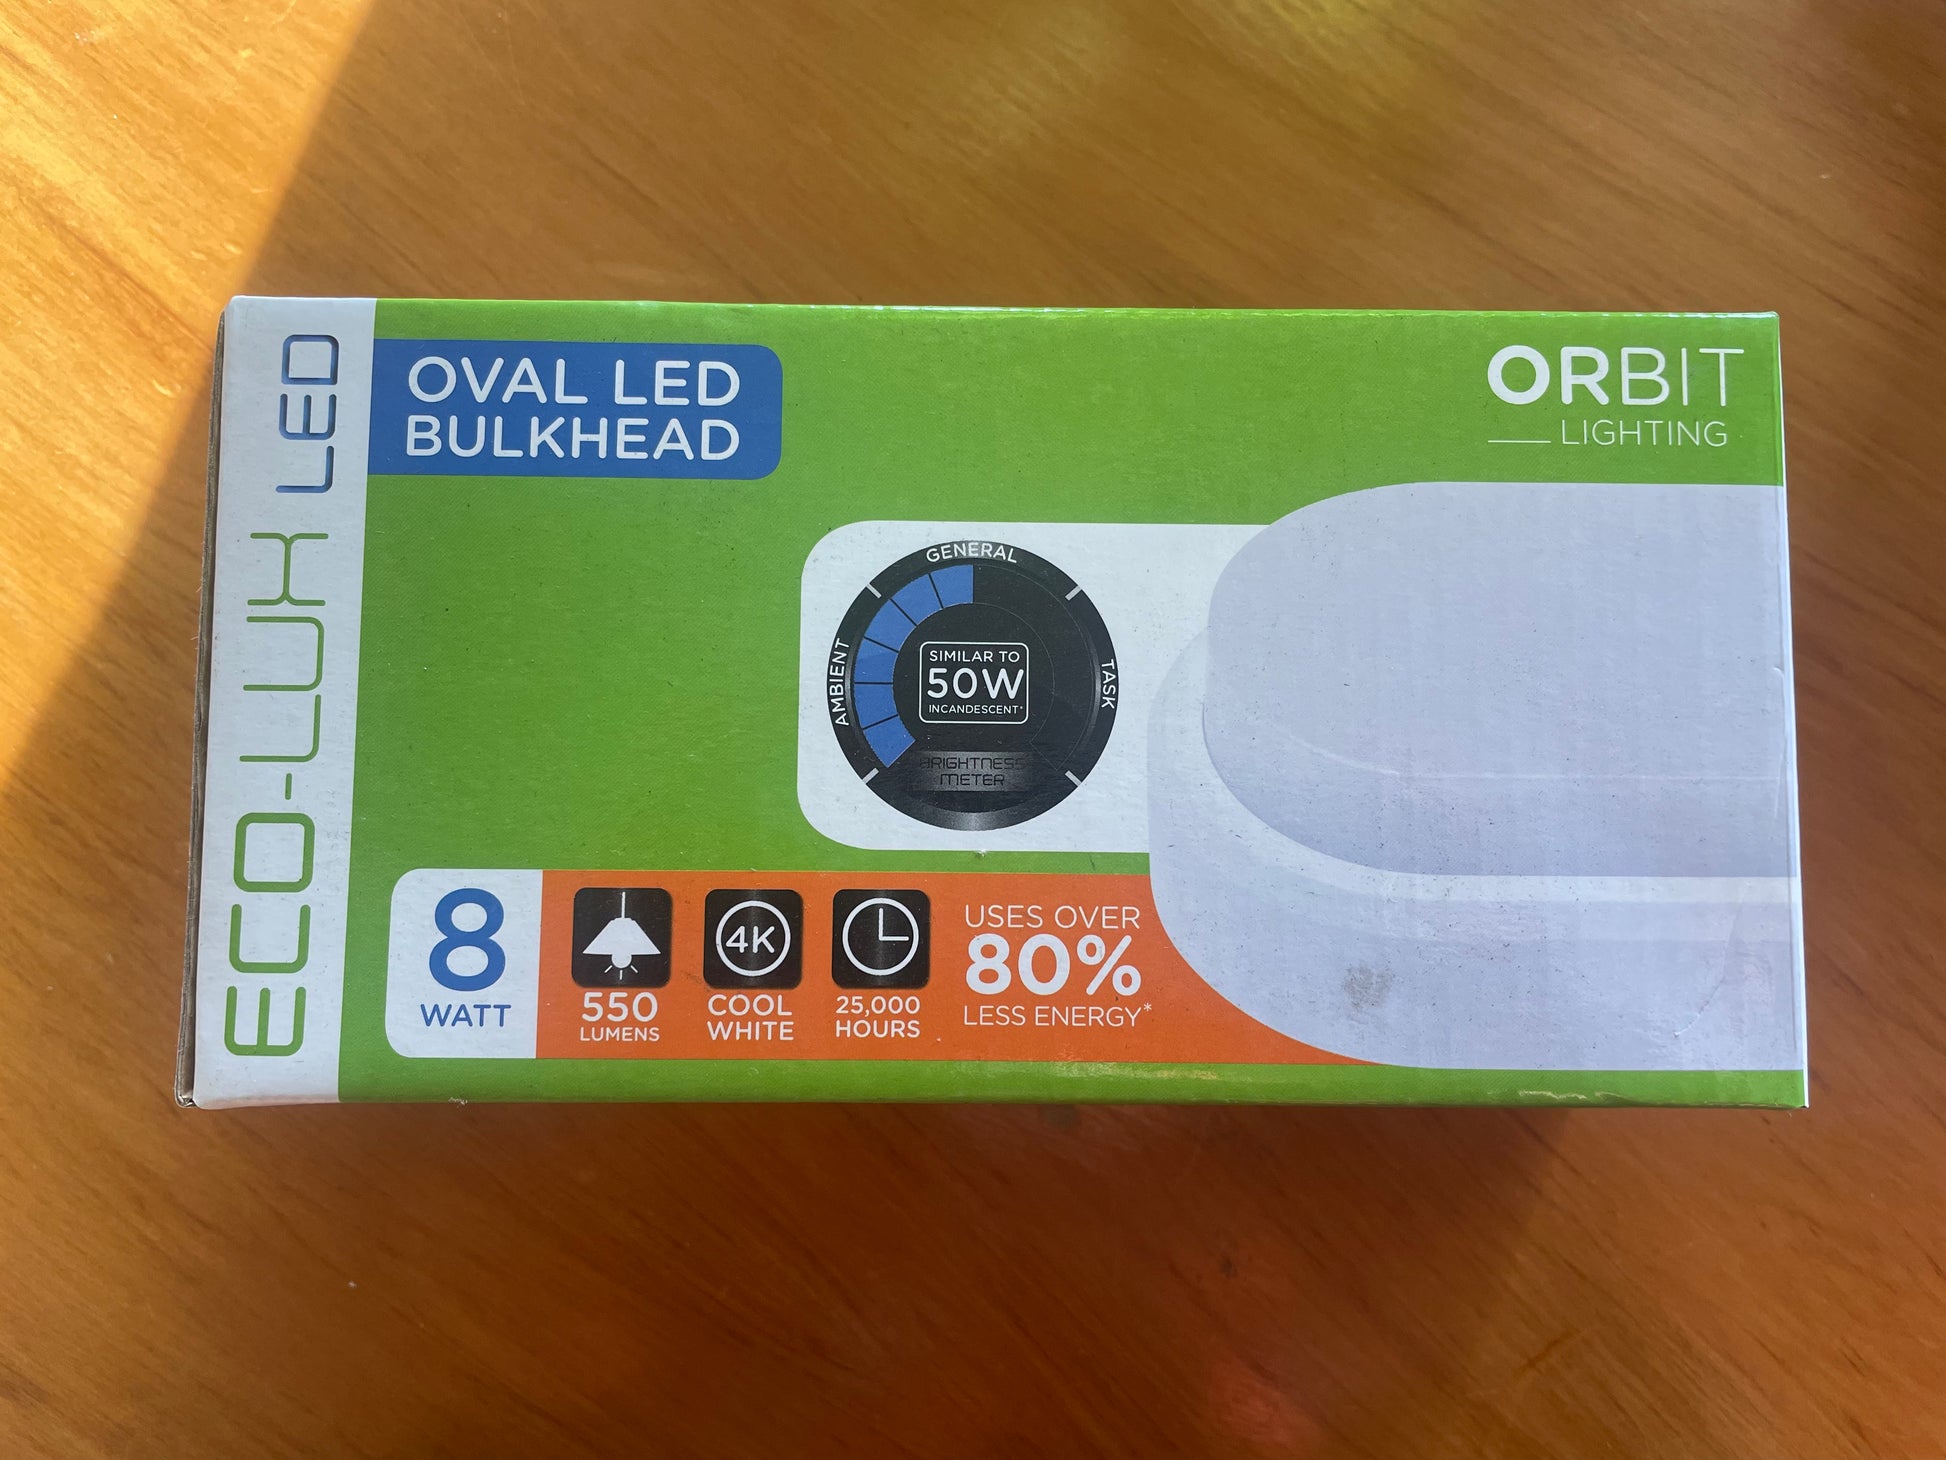 ECO-LUX LED
OVAL LED
BULKHEAD
ORBIT
LIGHTING
GENERAL
AMBIENT
TASK
SIMILAR TO
50W
INCANDESCENT*
BRIGHTNESS
METER
8
WATT
550
LUMENS
4K
COOL
WHITE
25,000
HOURS
USES OVER
80%
LESS ENERGY*